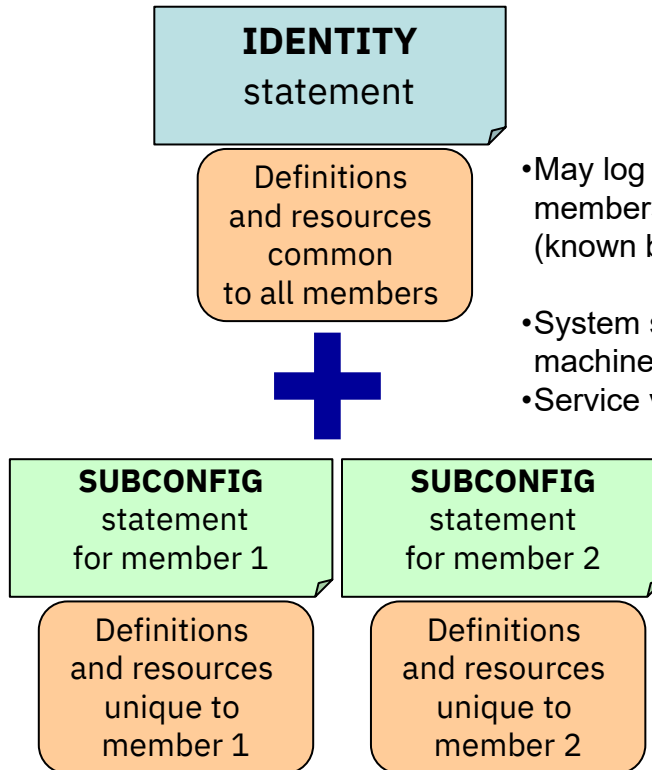 IDENTITY
statement
Definitions
and resources
common
to all members
•May log
member
(known b
•System s
machine
•Service v
SUBCONFIG
statement
for member 1
SUBCONFIG
statement
for member 2
Definitions
and resources
unique to
member 1
Definitions
and resources
unique to
member 2